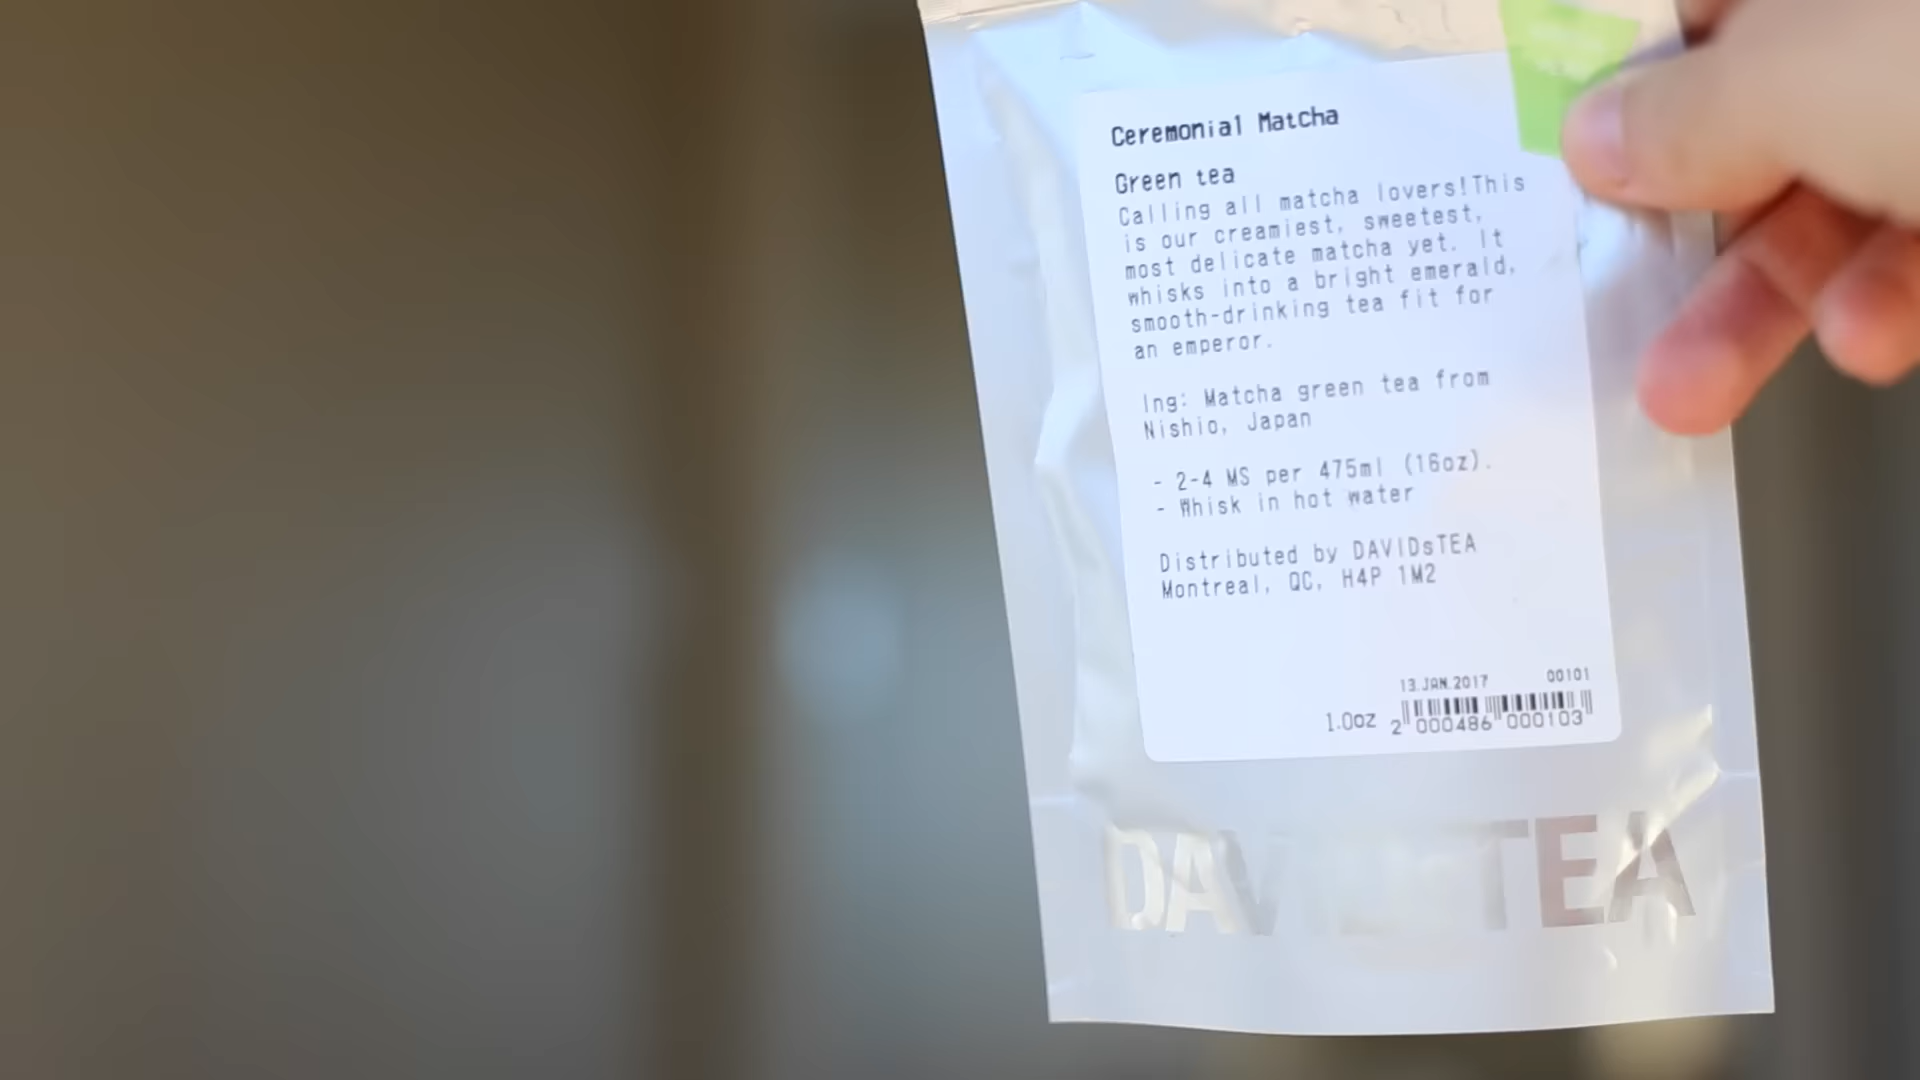 Ceremonial Matcha
Green tea
Calling all matcha lovers!This
is our creamiest, sweetest,
most delicate matcha yet. It
whisks into a bright emerald,
smooth-drinking tea fit for
an emperor.
Ing: Matcha green tea from
Nishio, Japan
- 2-4 MS per 475ml (16oz).
- Whisk in hot water
Distributed by DAVIDsTEA
Montreal, QC, H4P 1M2
13.JAN.2017 00101
1.0oz 2 000486 000103
DAVIDsTEA